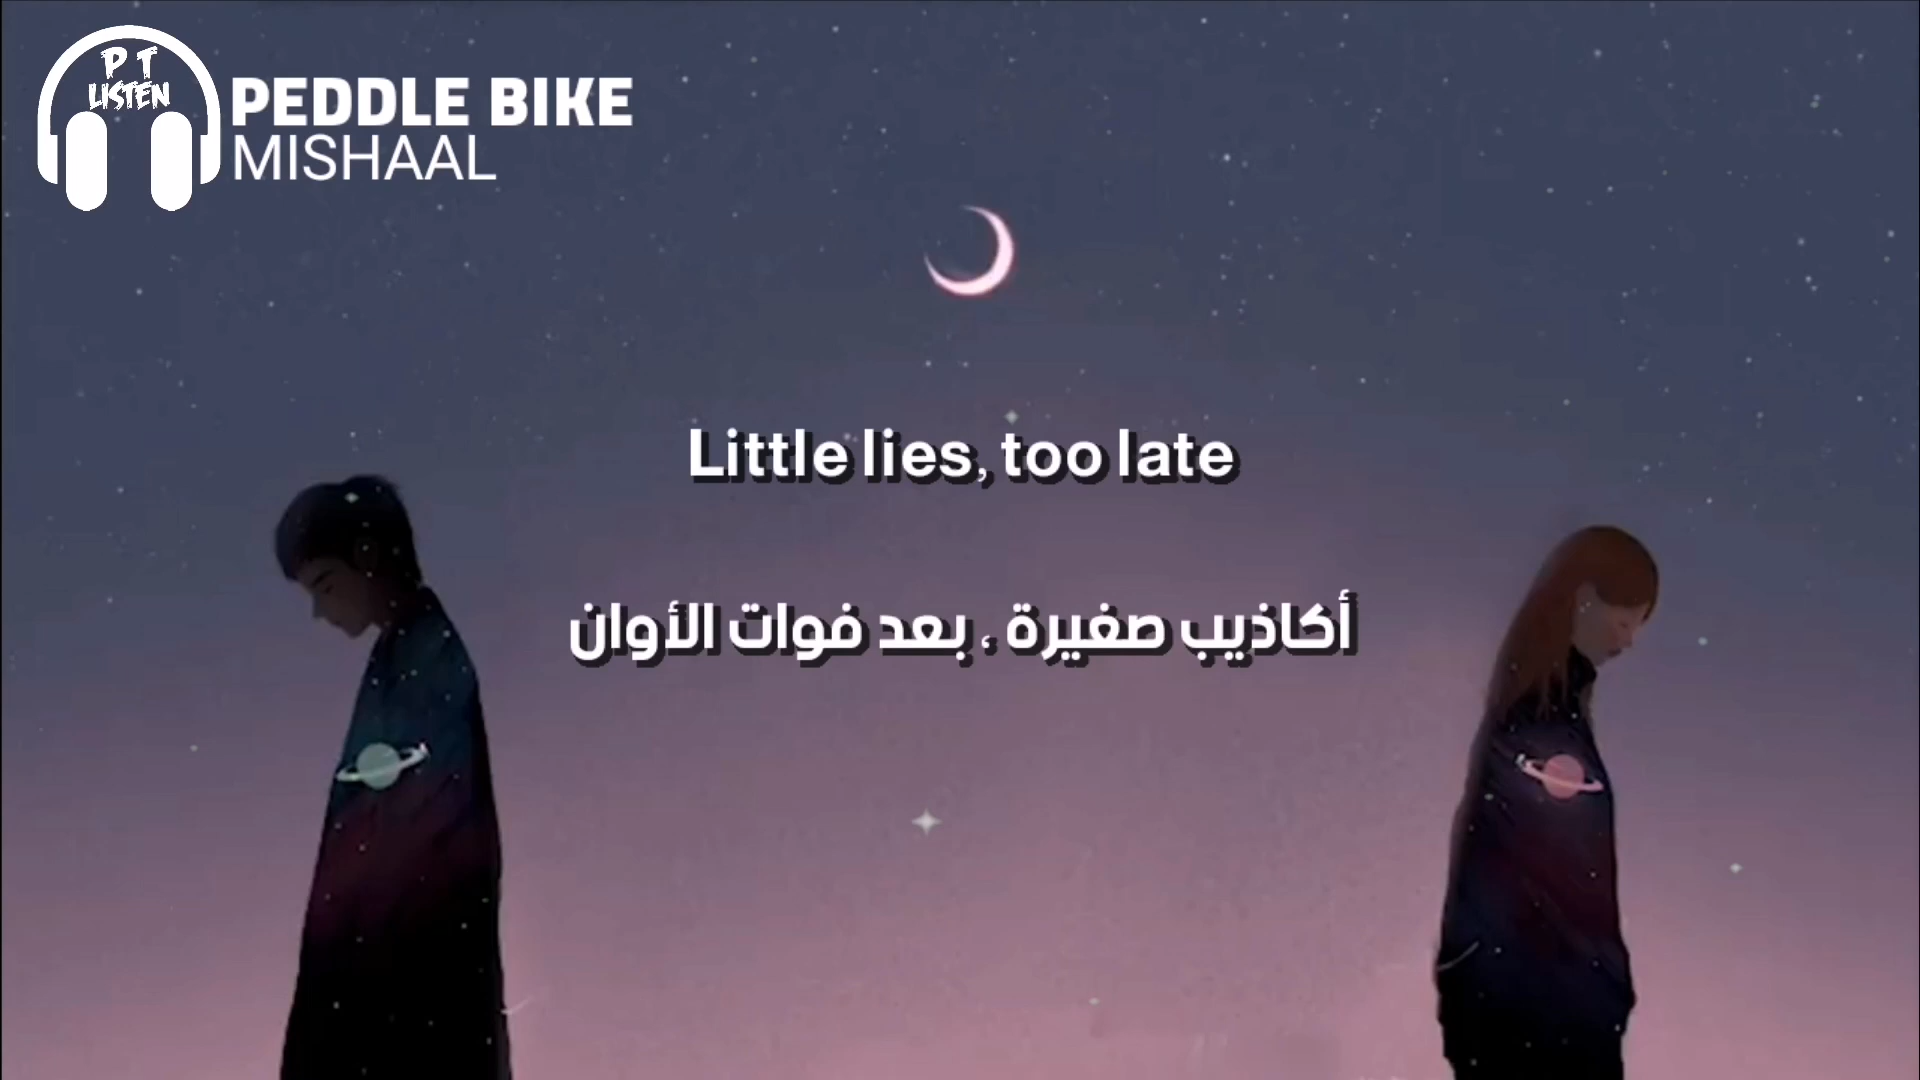 P T
LISTEN
PEDDLE BIKE
MISHAAL
Little lies, too late
أكاذيب صغيرة ، بعد فوات الأوان